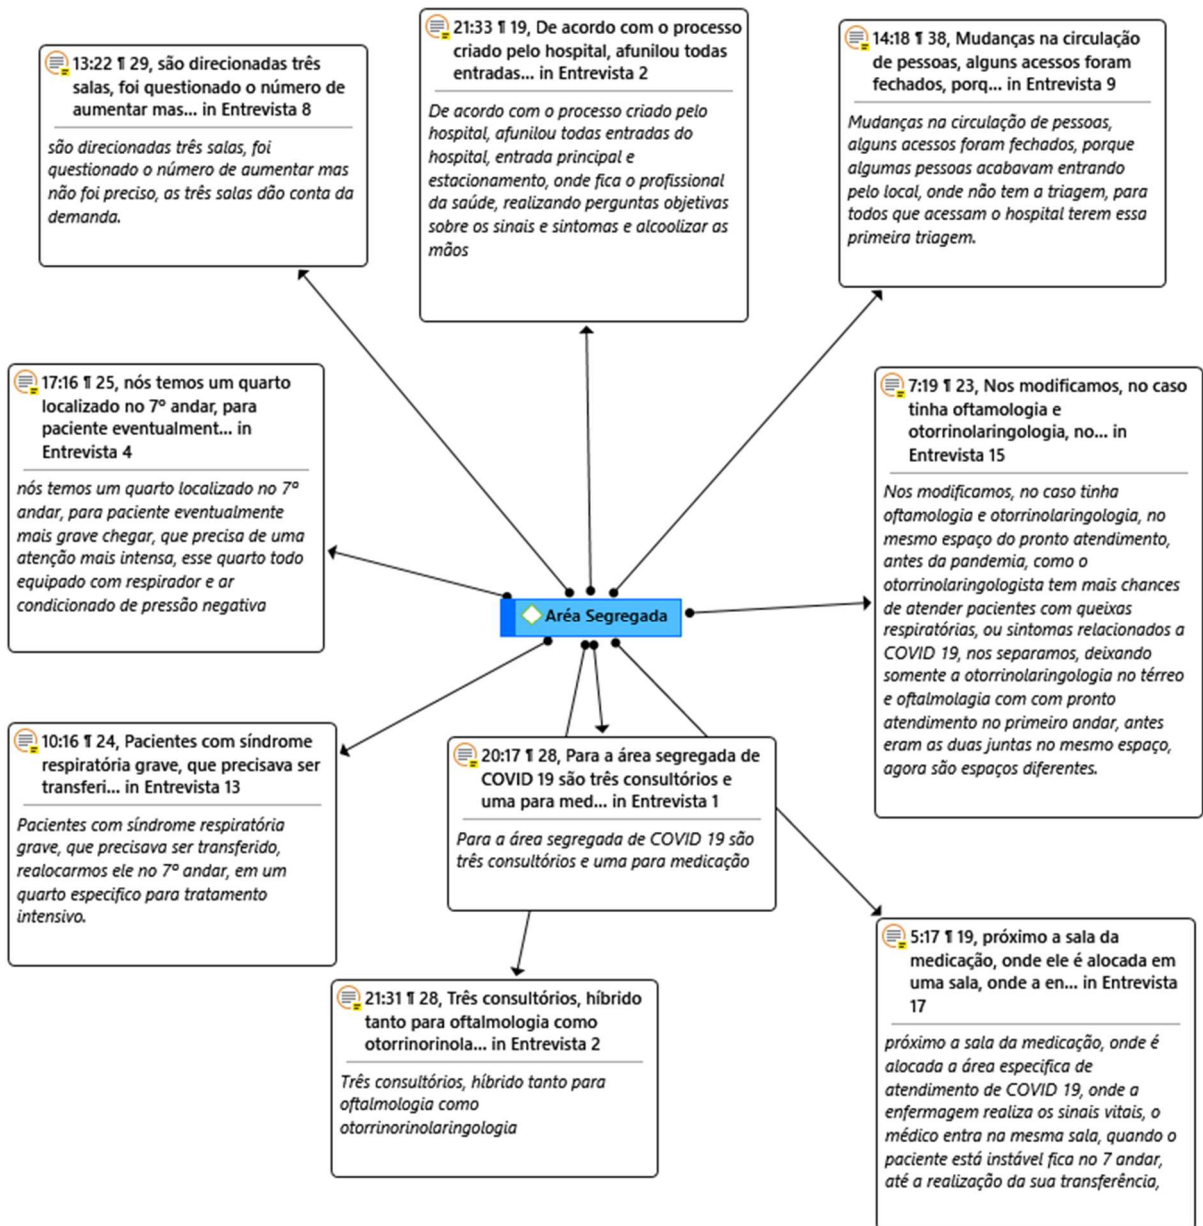 13:22 ¶ 29, são direcionadas três
salas, foi questionado o número de
aumentar mas... in Entrevista 8
são direcionadas três salas, foi
questionado o número de aumentar mas
não foi preciso, as três salas dão conta da
demanda.
21:33 ¶ 19, De acordo com o processo
criado pelo hospital, afunilou todas
entradas... in Entrevista 2
De acordo com o processo criado pelo
hospital, afunilou todas entradas do
hospital, entrada principal e
estacionamento, onde fica o profissional
da saúde, realizando perguntas objetivas
sobre os sinais e sintomas e alcoolizar as
mãos
14:18 ¶ 38, Mudanças na circulação
de pessoas, alguns acessos foram
fechados, porq... in Entrevista 9
Mudanças na circulação de pessoas,
alguns acessos foram fechados, porque
algumas pessoas acabavam entrando
pelo local, onde não tem a triagem, para
todos que acessam o hospital terem essa
primeira triagem.
17:16 ¶ 25, nós temos um quarto
localizado no 7º andar, para
paciente eventualment... in
Entrevista 4
nós temos um quarto localizado no 7º
andar, para paciente eventualmente
mais grave chegar, que precisa de uma
atenção mais intensa, esse quarto todo
equipado com respirador e ar
condicionado de pressão negativa
7:19 ¶ 23, Nos modificamos, no caso
tinha oftamologia e
otorrinolaringologia, no... in
Entrevista 15
Nos modificamos, no caso tinha
oftamologia e otorrinolaringologia, no
mesmo espaço do pronto atendimento,
antes da pandemia, como o
otorrinolaringologista tem mais chances
de atender pacientes com queixas
respiratórias, ou sintomas relacionados a
COVID 19, nos separamos, deixando
somente a otorrinolaringologia no térreo
e oftalmolagia com com pronto
atendimento no primeiro andar, antes
eram as duas juntas no mesmo espaço,
agora são espaços diferentes.
Aréa Segregada
10:16 ¶ 24, Pacientes com síndrome
respiratória grave, que precisava ser
transferi... in Entrevista 13
Pacientes com síndrome respiratória
grave, que precisava ser transferido,
realocarmos ele no 7º andar, em um
quarto especifico para tratamento
intensivo.
20:17 ¶ 28, Para a área segregada de
COVID 19 são três consultórios e
uma para med... in Entrevista 1
Para a área segregada de COVID 19 são
três consultórios e uma para medicação
21:31 ¶ 28, Três consultórios, híbrido
tanto para oftalmologia como
otorrinorinola... in Entrevista 2
Três consultórios, híbrido tanto para
oftalmologia como
otorrinorinolaringologia
5:17 ¶ 19, próximo a sala da
medicação, onde ele é alocada em
uma sala, onde a en... in Entrevista
17
próximo a sala da medicação, onde é
alocada a área especifica de
atendimento de COVID 19, onde a
enfermagem realiza os sinais vitais, o
médico entra na mesma sala, quando o
paciente está instável fica no 7 andar,
até a realização da sua transferência,